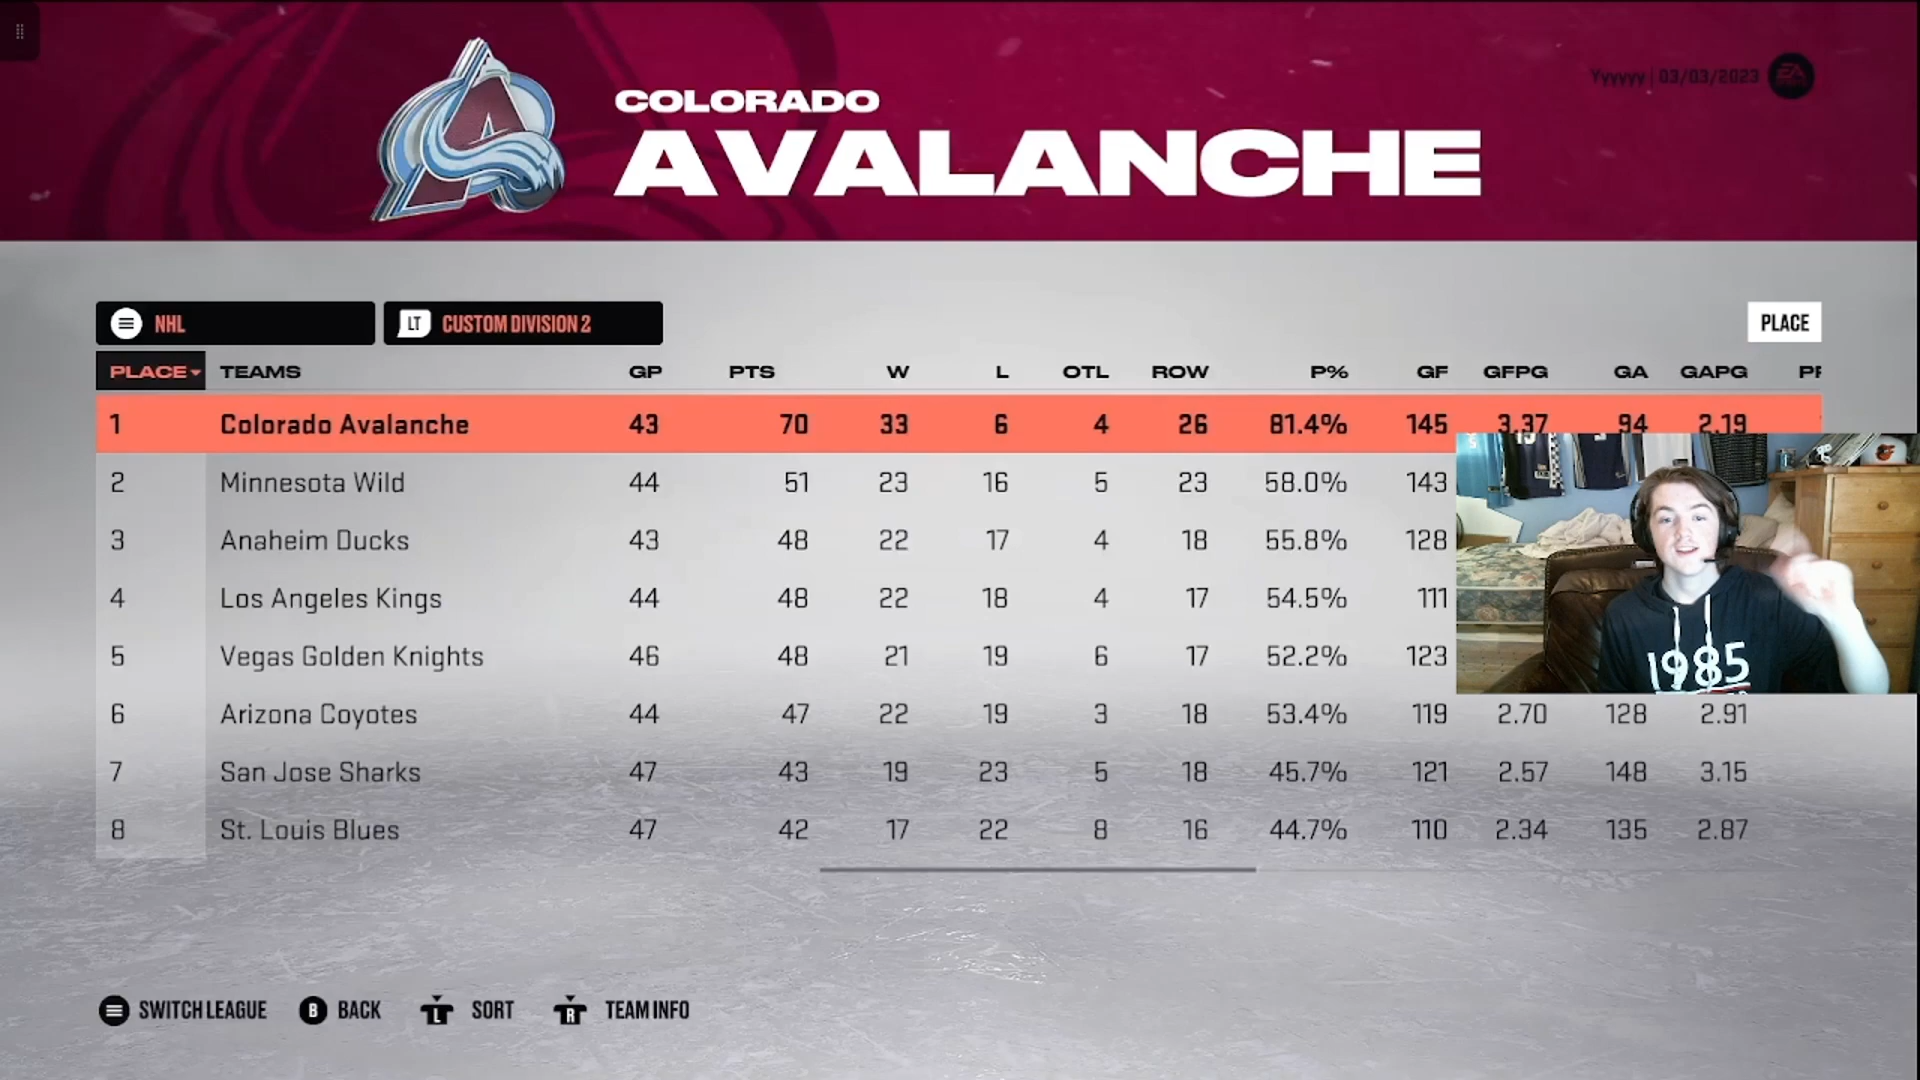 Yyyyyy | 03/03/2023
COLORADO
AVALANCHE
NHL
LT CUSTOM DIVISION 2
PLACE
PLACE TEAMS GP PTS W L OTL ROW P% GF GFPG GA GAPG
1 Colorado Avalanche 43 70 33 6 4 26 81.4% 145 3.37 94 2.19
2 Minnesota Wild 44 51 23 16 5 23 58.0% 143
3 Anaheim Ducks 43 48 22 17 4 18 55.8% 128
4 Los Angeles Kings 44 48 22 18 4 17 54.5% 111
5 Vegas Golden Knights 46 48 21 19 6 17 52.2% 123
1985
6 Arizona Coyotes 44 47 22 19 3 18 53.4% 119 2.70 128 2.91
7 San Jose Sharks 47 43 19 23 5 18 45.7% 121 2.57 148 3.15
8 St. Louis Blues 47 42 17 22 8 16 44.7% 110 2.34 135 2.87
SWITCH LEAGUE B BACK L SORT R TEAM INFO